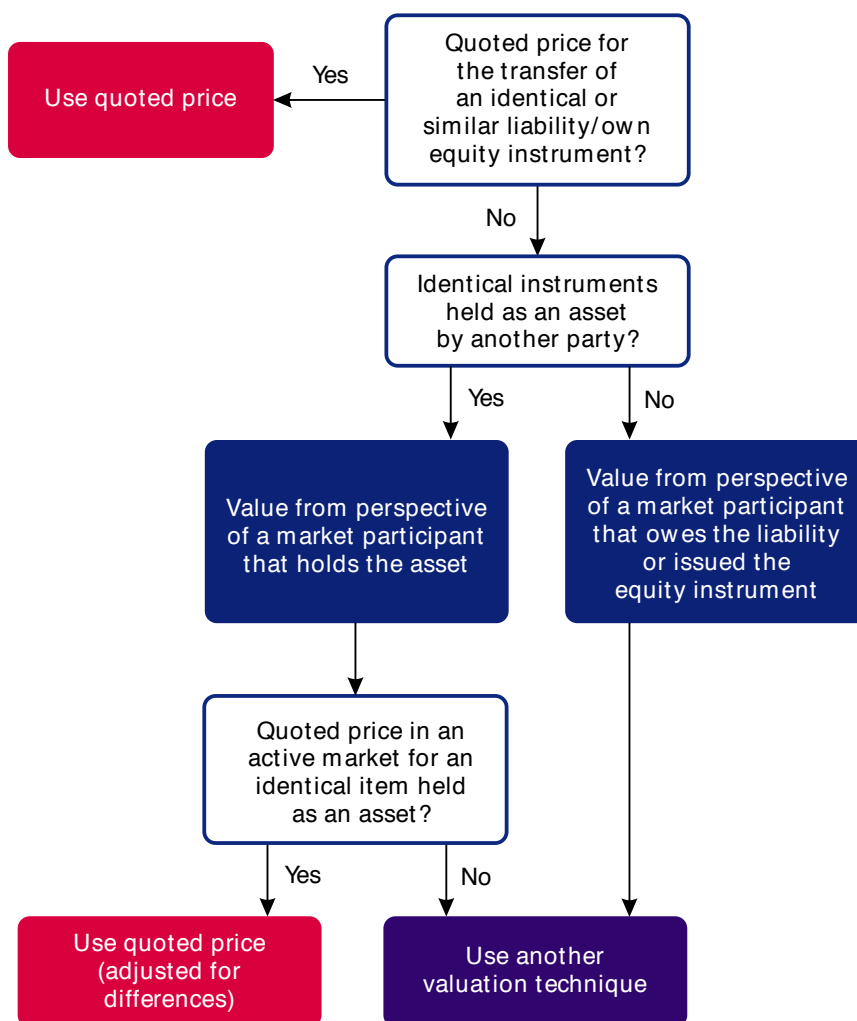 Quoted price for
the transfer of
an identical or
similar liability/own
equity instrument?
Yes
Use quoted price
No
Identical instruments
held as an asset
by another party?
Yes
No
Value from perspective
of a market participant
that holds the asset
Value from perspective
of a market participant
that owes the liability
or issued the
equity instrument
Quoted price in an
active market for an
identical item held
as an asset?
Yes
No
Use quoted price
(adjusted for
differences)
Use another
valuation technique